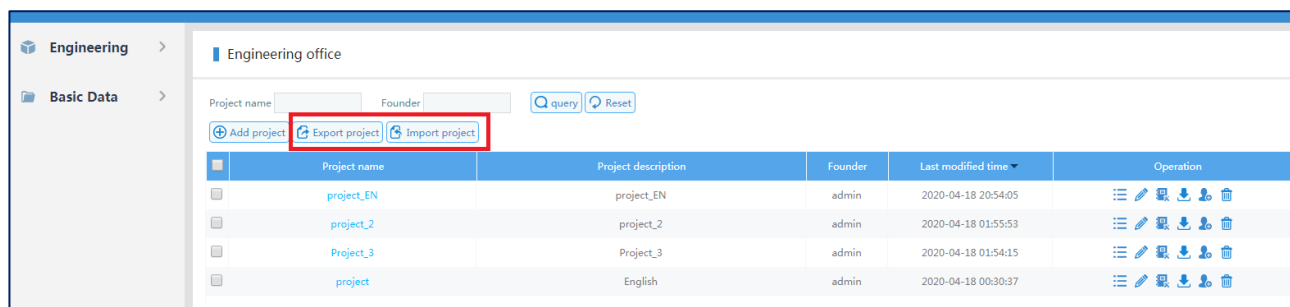 Engineering
Engineering office
Basic Data
Project name Founder query Reset
Add project Export project Import project
Project name Project description Founder Last modified time Operation
project_EN project_EN admin 2020-04-18 20:54:05
project_2 project_2 admin 2020-04-18 01:55:53
Project_3 Project_3 admin 2020-04-18 01:54:15
project English admin 2020-04-18 00:30:37